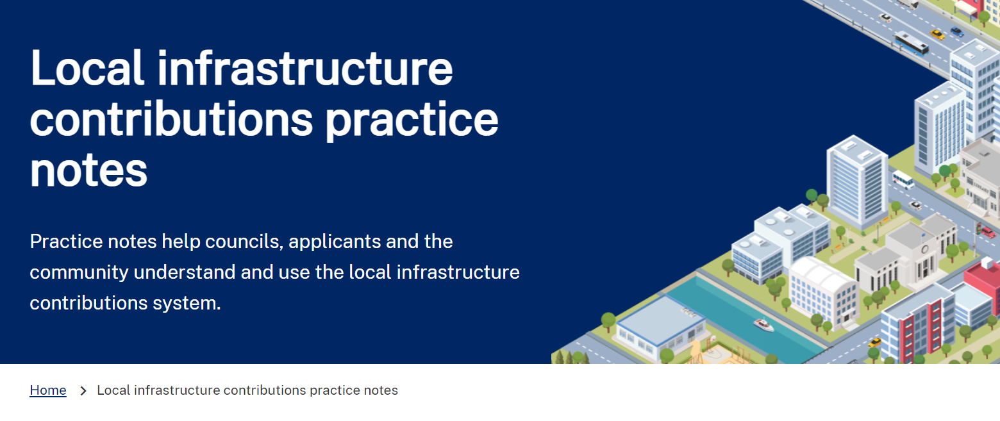 Local infrastructure
contributions practice
notes
Practice notes help councils, applicants and the
community understand and use the local infrastructure
contributions system.
LIBRARY
Home > Local infrastructure contributions practice notes